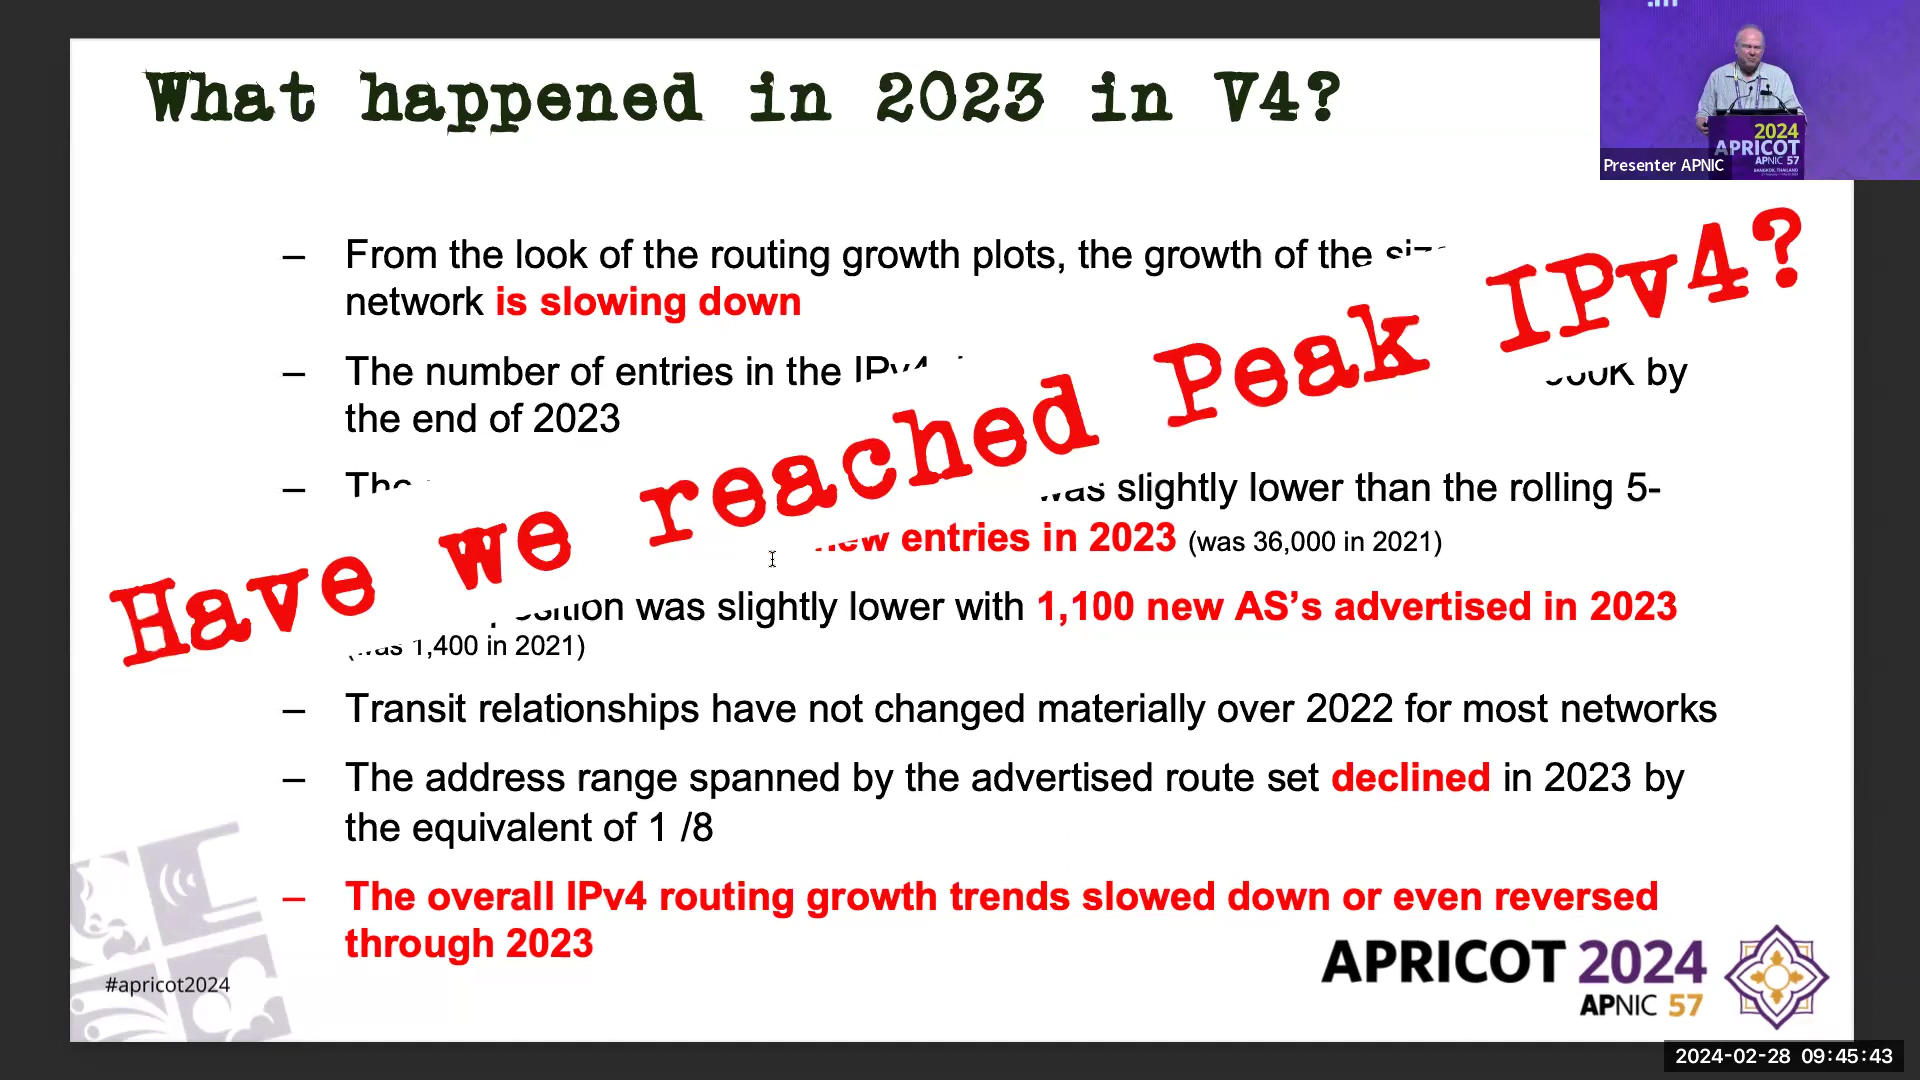 What happened in 2023 in V4?
– From the look of the routing growth plots, the growth of the
network is slowing down
– The number of entries in the IPv4 by
the end of 2023
– The was slightly lower than the rolling 5-
new entries in 2023 (was 36,000 in 2021)
was slightly lower with 1,100 new AS’s advertised in 2023
(was 1,400 in 2021)
– Transit relationships have not changed materially over 2022 for most networks
– The address range spanned by the advertised route set declined in 2023 by
the equivalent of 1 /8
– The overall IPv4 routing growth trends slowed down or even reversed
through 2023
Have we reached Peak IPv4?
#apricot2024
APRICOT 2024
APNIC 57
2024
APRICOT
APNIC 57
Presenter APNIC
2024-02-28 09:45:43